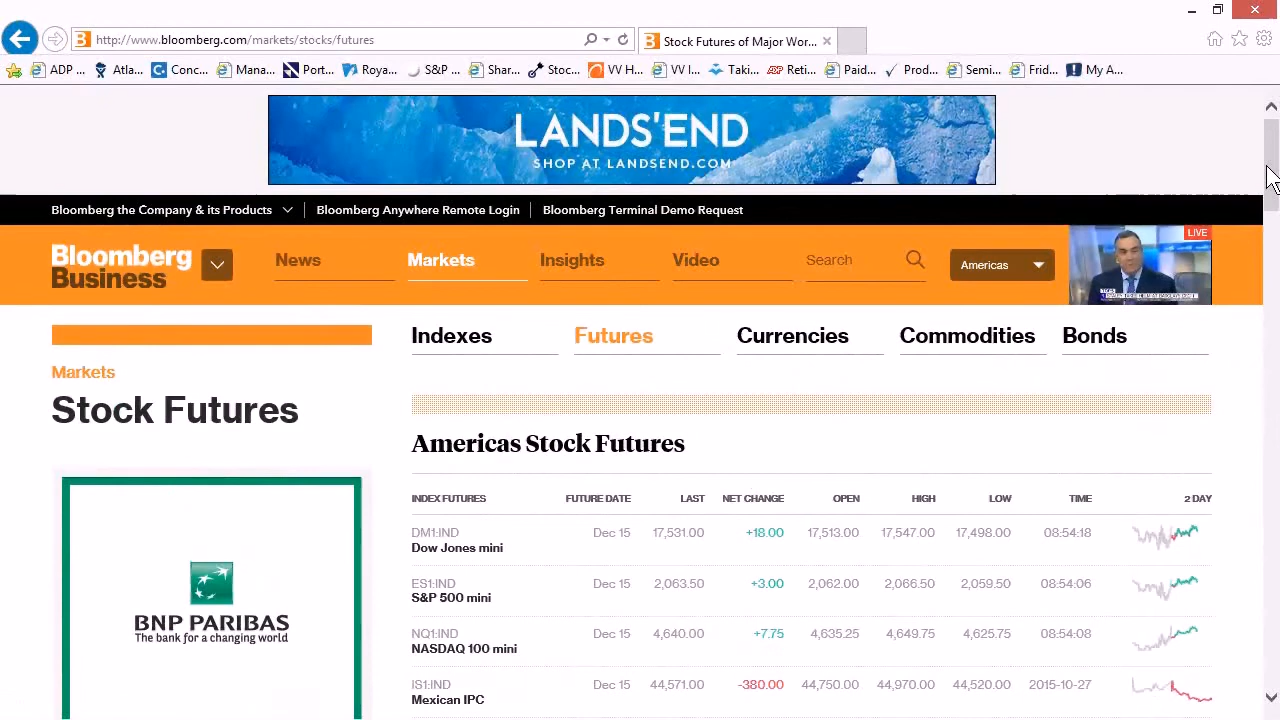 http://www.bloomberg.com/markets/stocks/futures
Stock Futures of Major Wor...
ADP ...
Atla...
Conc...
Mana...
Port...
Roya...
S&P ...
Shar...
Stoc...
VV H...
VV I...
Taki...
Reti...
Paid...
Prod...
Semi...
Frid...
My A...
LANDS'END
SHOP AT LANDSEND.COM
Bloomberg the Company & its Products
Bloomberg Anywhere Remote Login
Bloomberg Terminal Demo Request
Bloomberg
Business
News
Markets
Insights
Video
Search
Americas
LIVE
Indexes
Futures
Currencies
Commodities
Bonds
Markets
Stock Futures
BNP PARIBAS
The bank for a changing world
Americas Stock Futures
INDEX FUTURES FUTURE DATE LAST NET CHANGE OPEN HIGH LOW TIME 2 DAY
DM1:IND Dec 15 17,531.00 +18.00 17,513.00 17,547.00 17,498.00 08:54:18
Dow Jones mini
ES1:IND Dec 15 2,063.50 +3.00 2,062.00 2,066.50 2,059.50 08:54:06
S&P 500 mini
NQ1:IND Dec 15 4,640.00 +7.75 4,635.25 4,649.75 4,625.75 08:54:08
NASDAQ 100 mini
IS1:IND Dec 15 44,571.00 -380.00 44,750.00 44,970.00 44,520.00 2015-10-27
Mexican IPC